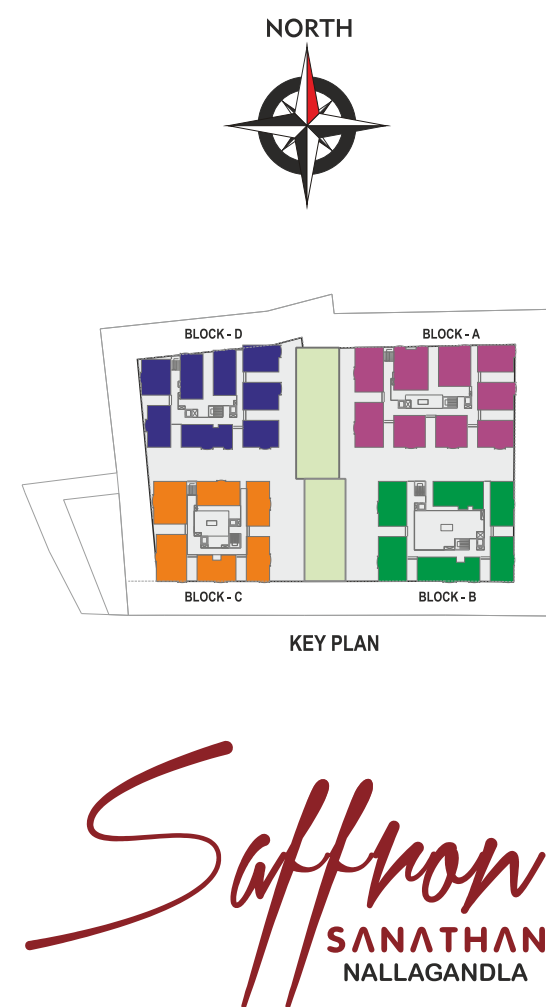 NORTH
BLOCK - D
BLOCK - A
BLOCK - C
BLOCK - B
KEY PLAN
Saffron
SANATHAN
NALLAGANDLA